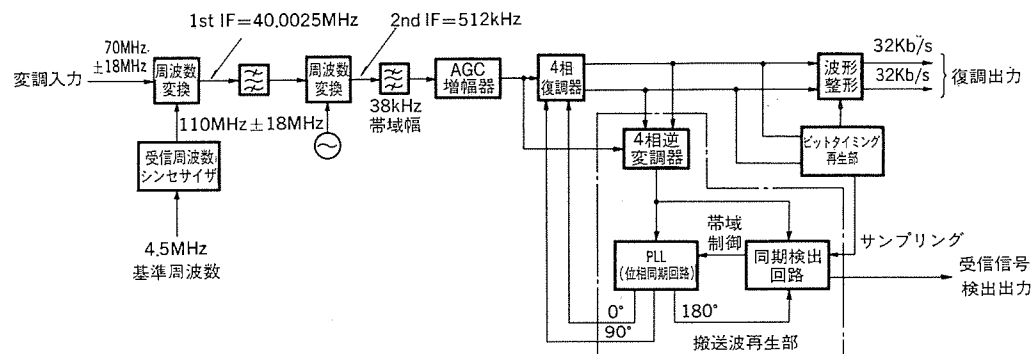 1st IF=40.0025MHz
2nd IF=512kHz
70MHz
±18MHz
変調入力
周波数
変換
周波数
変換
38kHz
帯域幅
AGC
増幅器
4相
復調器
波形
整形
32Kb/s
32Kb/s
復調出力
110MHz±18MHz
受信周波数
シンセサイザ
4.5MHz
基準周波数
4相逆
変調器
ビットタイミング
再生部
帯域
制御
サンプリング
PLL
(位相同期回路)
同期検出
回路
受信信号
検出出力
0°
90°
180°
搬送波再生部